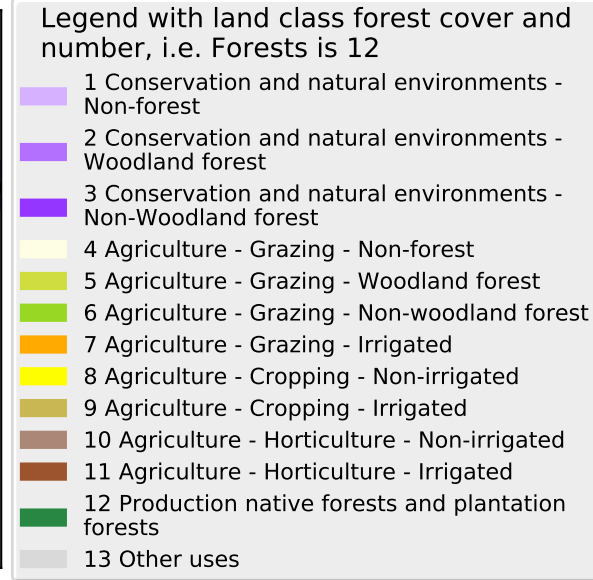 Legend with land class forest cover and
number, i.e. Forests is 12
1 Conservation and natural environments -
Non-forest
2 Conservation and natural environments -
Woodland forest
3 Conservation and natural environments -
Non-Woodland forest
4 Agriculture - Grazing - Non-forest
5 Agriculture - Grazing - Woodland forest
6 Agriculture - Grazing - Non-woodland forest
7 Agriculture - Grazing - Irrigated
8 Agriculture - Cropping - Non-irrigated
9 Agriculture - Cropping - Irrigated
10 Agriculture - Horticulture - Non-irrigated
11 Agriculture - Horticulture - Irrigated
12 Production native forests and plantation
forests
13 Other uses